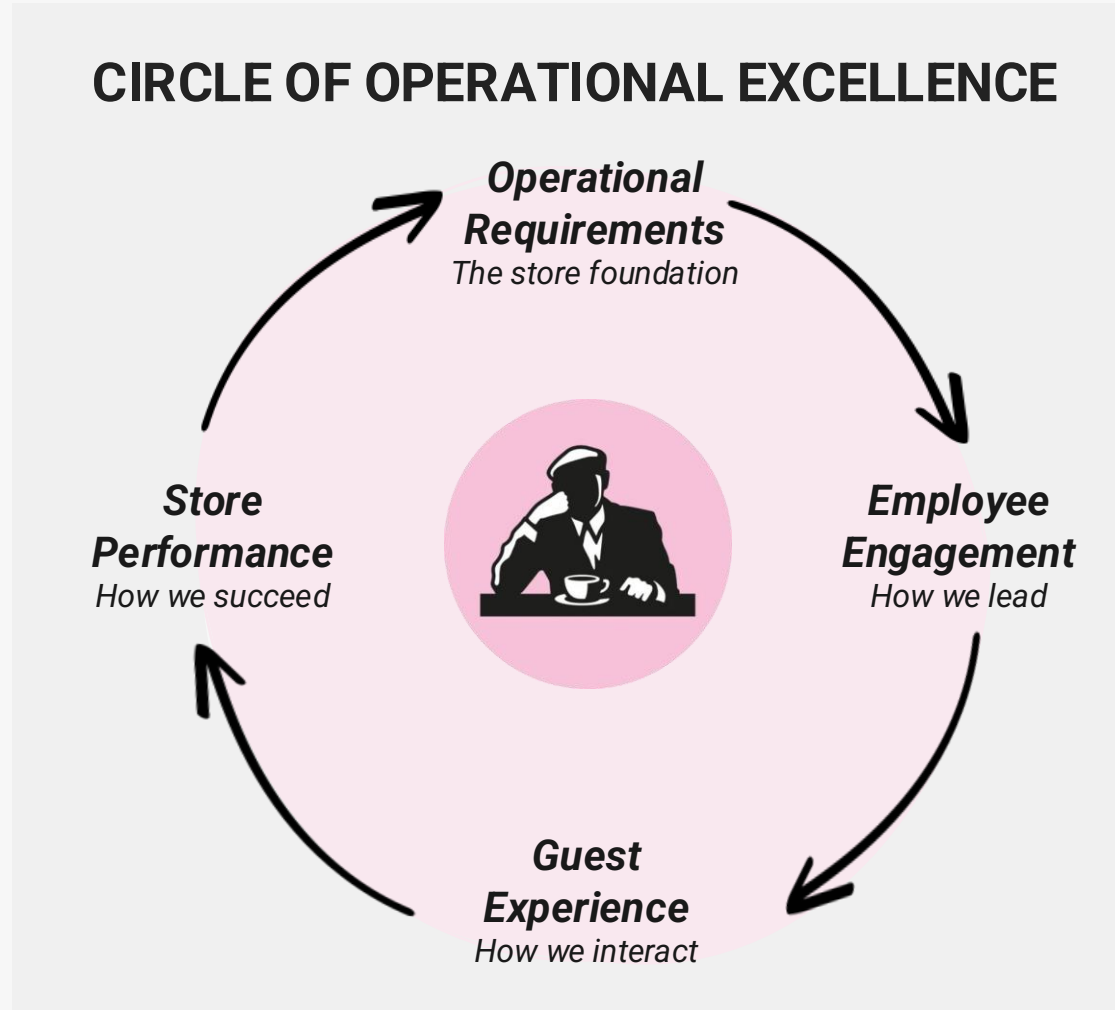 CIRCLE OF OPERATIONAL EXCELLENCE
Operational
Requirements
The store foundation
Employee
Engagement
How we lead
Guest
Experience
How we interact
Store
Performance
How we succeed